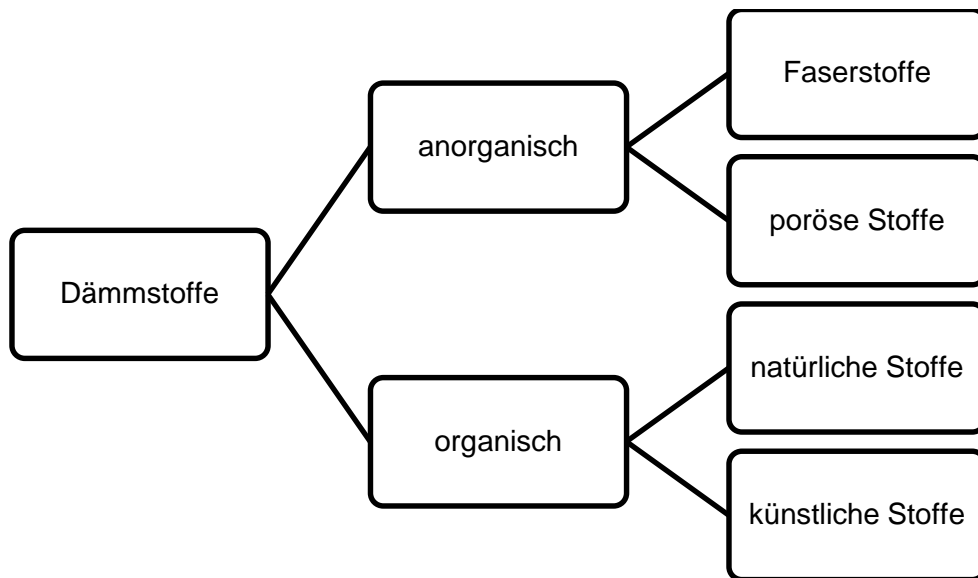 Dämmstoffe
anorganisch
Faserstoffe
poröse Stoffe
organisch
natürliche Stoffe
künstliche Stoffe